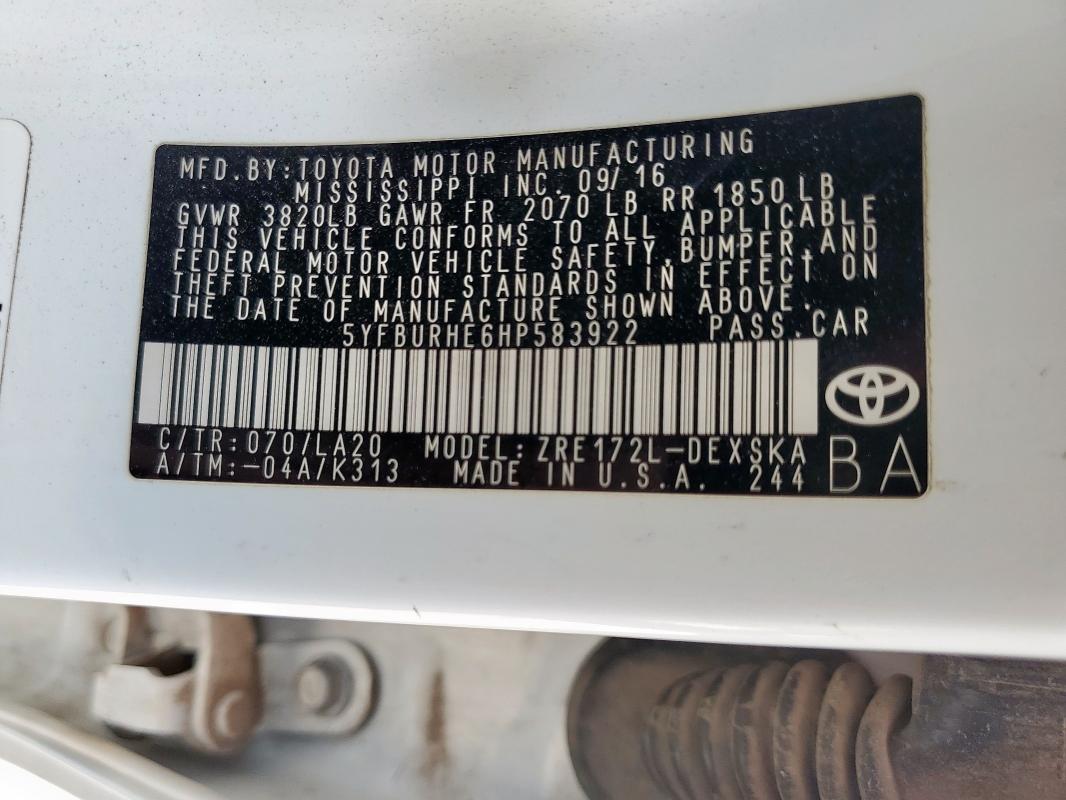 MFD.BY:TOYOTA MOTOR MANUFACTURING
MISSISSIPPI INC. 09/16
GVWR 3820LB GAWR FR 2070 LB RR 1850 LB
THIS VEHICLE CONFORMS TO ALL APPLICABLE
FEDERAL MOTOR VEHICLE SAFETY,BUMPER,AND
THEFT PREVENTION STANDARDS IN EFFECT ON
THE DATE OF MANUFACTURE SHOWN ABOVE.
5YFBURHE6HP583922 PASS.CAR
C/TR:070/LA20 MODEL:ZRE172L-DEXSKA
A/TM:-04A/K313 MADE IN U.S.A. 244
BA